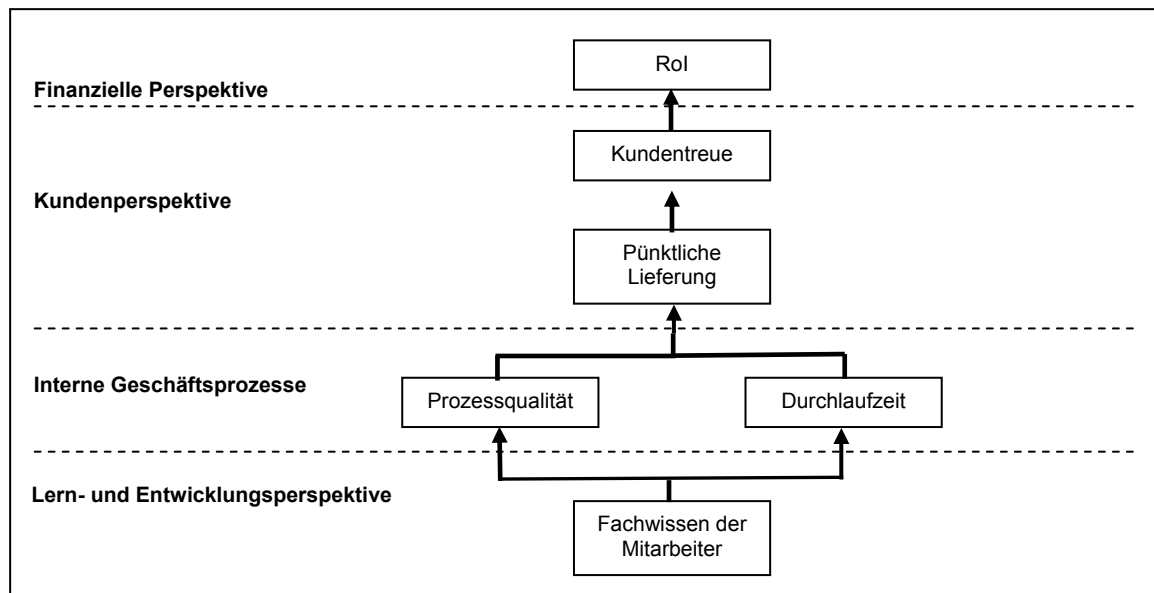 RoI
Finanzielle Perspektive
Kundentreue
Kundenperspektive
Pünktliche
Lieferung
Interne Geschäftsprozesse
Prozessqualität
Durchlaufzeit
Lern- und Entwicklungsperspektive
Fachwissen der
Mitarbeiter